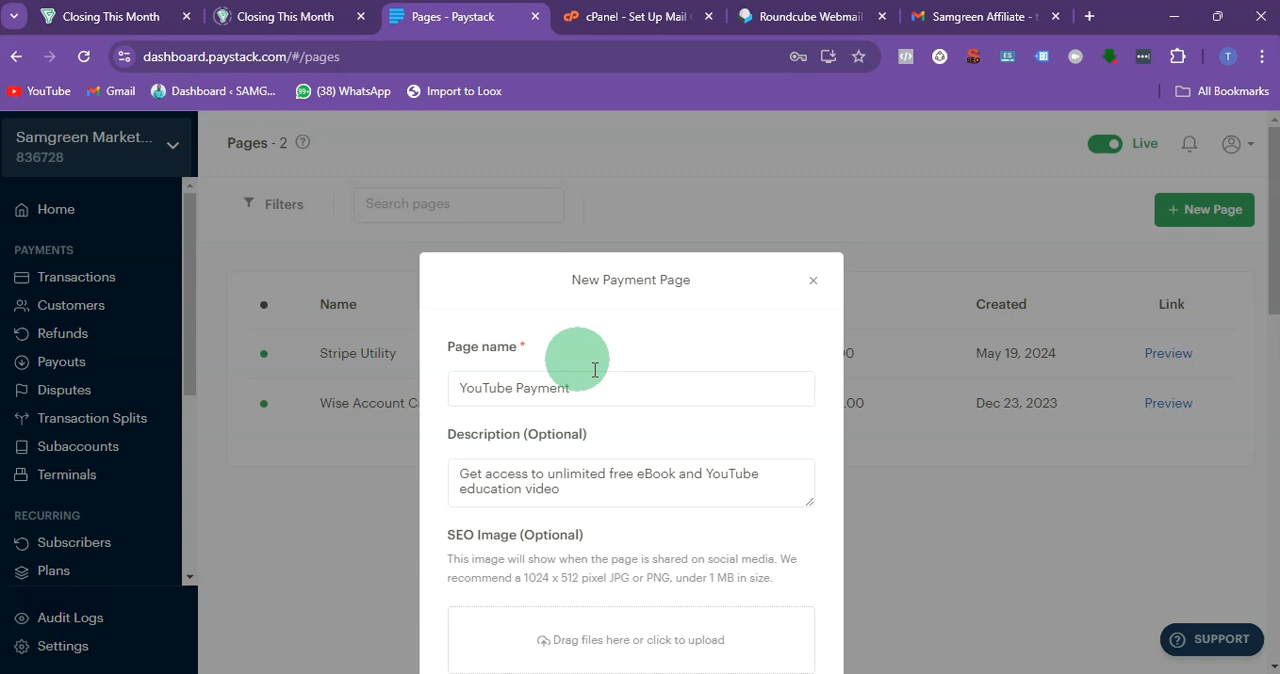 Closing This Month
Closing This Month
Pages - Paystack
cPanel - Set Up Mail
Roundcube Webmail
Samgreen Affiliate - t
dashboard.paystack.com/#/pages
T
YouTube
Gmail
Dashboard ‹ SAMG...
(38) WhatsApp
Import to Loox
All Bookmarks
Samgreen Market...
836728
Pages - 2
Live
Home
Filters
Search pages
+ New Page
PAYMENTS
Transactions
Customers
Refunds
Payouts
Disputes
Transaction Splits
Subaccounts
Terminals
RECURRING
Subscribers
Plans
Audit Logs
Settings
Name
Created
Link
Stripe Utility
0
May 19, 2024
Preview
Wise Account C
.00
Dec 23, 2023
Preview
New Payment Page
Page name *
YouTube Payment
Description (Optional)
Get access to unlimited free eBook and YouTube
education video
SEO Image (Optional)
This image will show when the page is shared on social media. We
recommend a 1024 x 512 pixel JPG or PNG, under 1 MB in size.
Drag files here or click to upload
SUPPORT